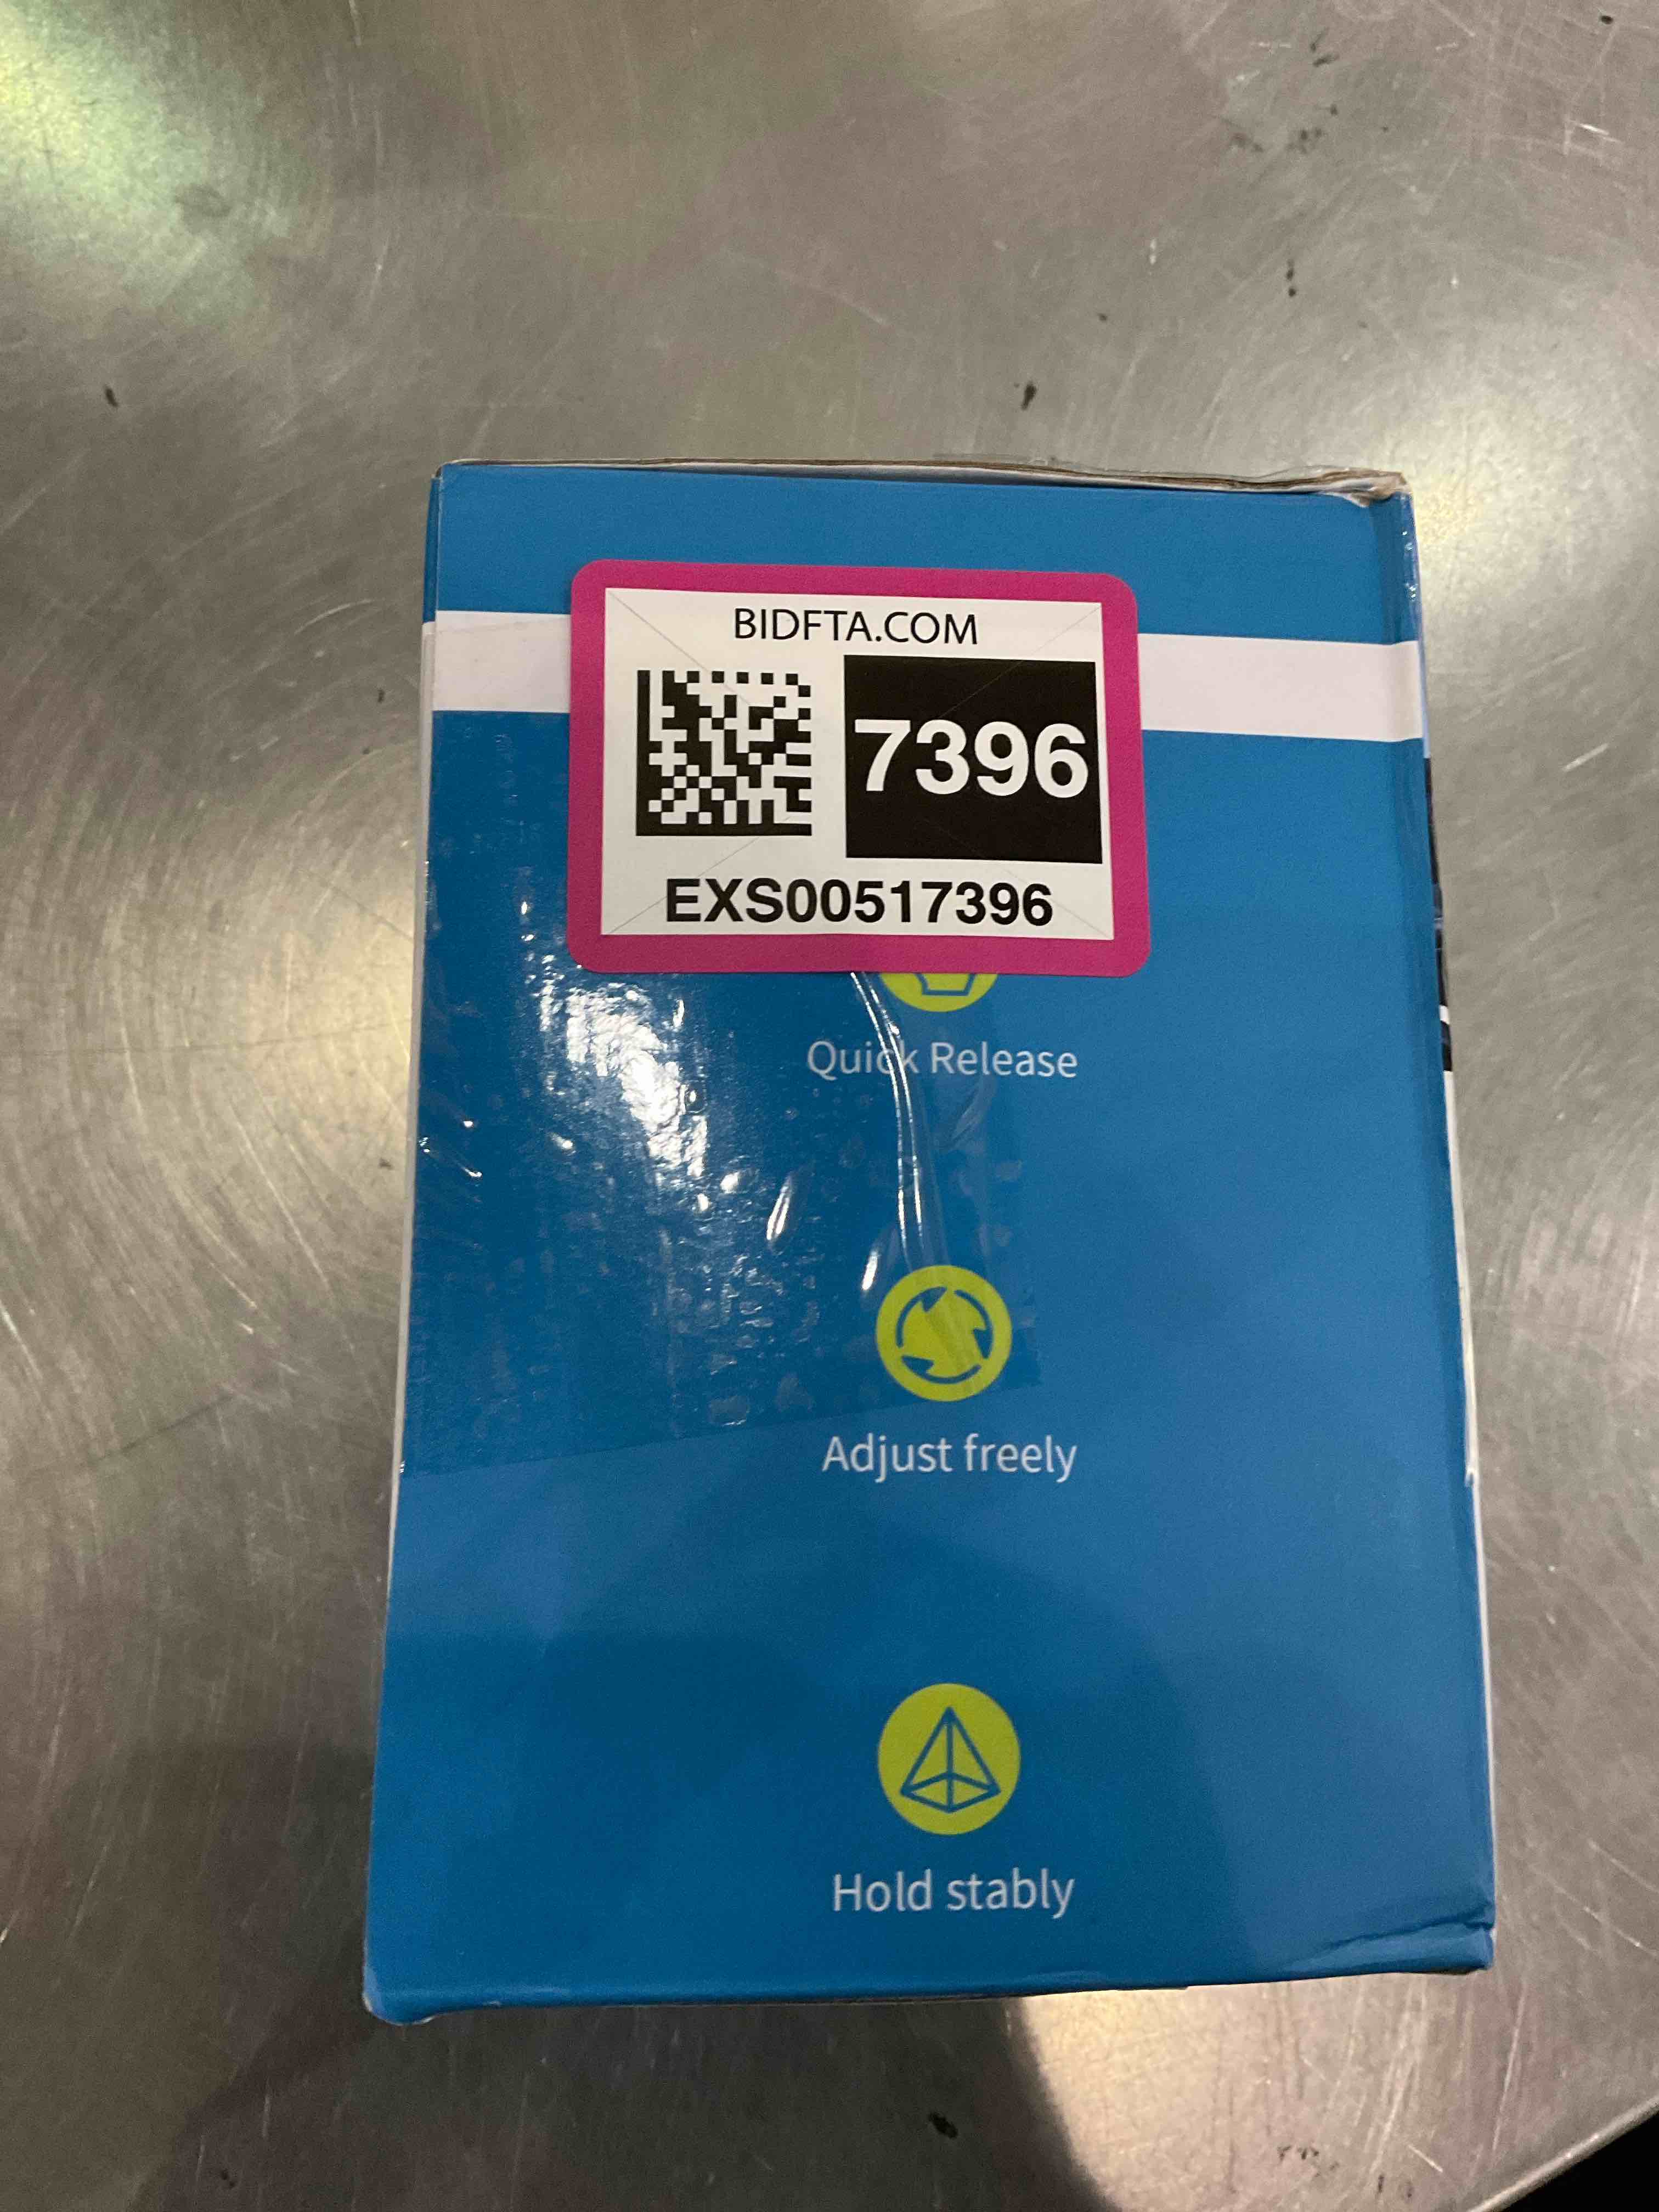 BIDFTA.COM
7396
EXS00517396
Quick Release
Adjust freely
Hold stably